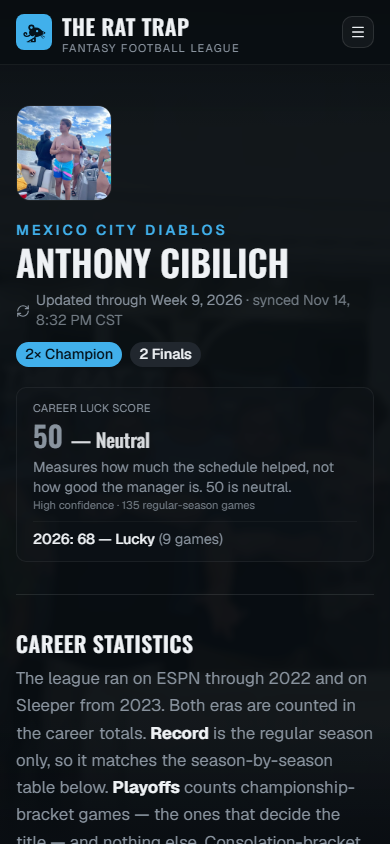 THE RAT TRAP
FANTASY FOOTBALL LEAGUE
MEXICO CITY DIABLOS
ANTHONY CIBILICH
Updated through Week 9, 2026 · synced Nov 14,
8:32 PM CST
2× Champion
2 Finals
CAREER LUCK SCORE
50 — Neutral
Measures how much the schedule helped, not
how good the manager is. 50 is neutral.
High confidence · 135 regular-season games
2026: 68 — Lucky (9 games)
CAREER STATISTICS
The league ran on ESPN through 2022 and on
Sleeper from 2023. Both eras are counted in
the career totals. Record is the regular season
only, so it matches the season-by-season
table below. Playoffs counts championship-
bracket games — the ones that decide the
title — and nothing else. Consolation-bracket